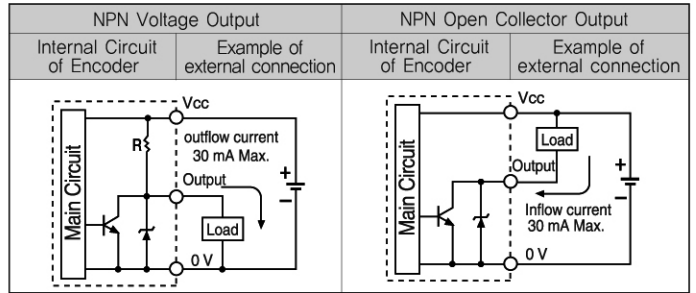 NPN Voltage Output
NPN Open Collector Output
Internal Circuit
of Encoder
Example of
external connection
Internal Circuit
of Encoder
Example of
external connection
Main Circuit
R
Vcc
outflow current
30 mA Max.
Output
Load
0 V
+
−
Main Circuit
Vcc
Load
Output
Inflow current
30 mA Max.
0 V
+
−